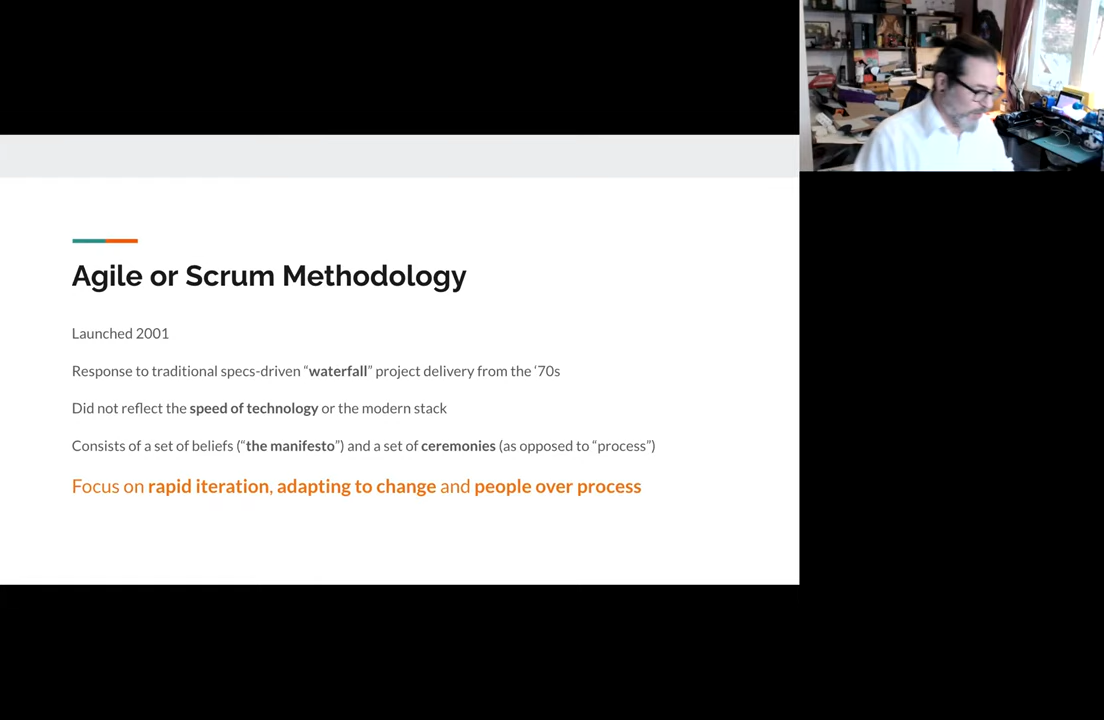 Agile or Scrum Methodology
Launched 2001
Response to traditional specs-driven “waterfall” project delivery from the ‘70s
Did not reflect the speed of technology or the modern stack
Consists of a set of beliefs (“the manifesto”) and a set of ceremonies (as opposed to “process”)
Focus on rapid iteration, adapting to change and people over process